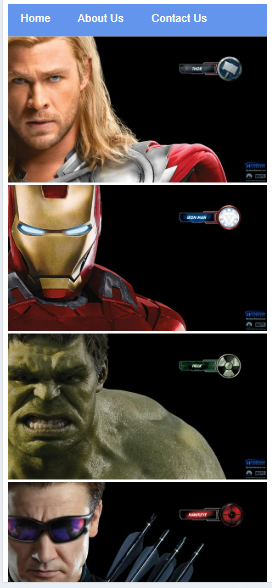 Home About Us Contact Us
THOR
IRON MAN
HULK
HAWKEYE